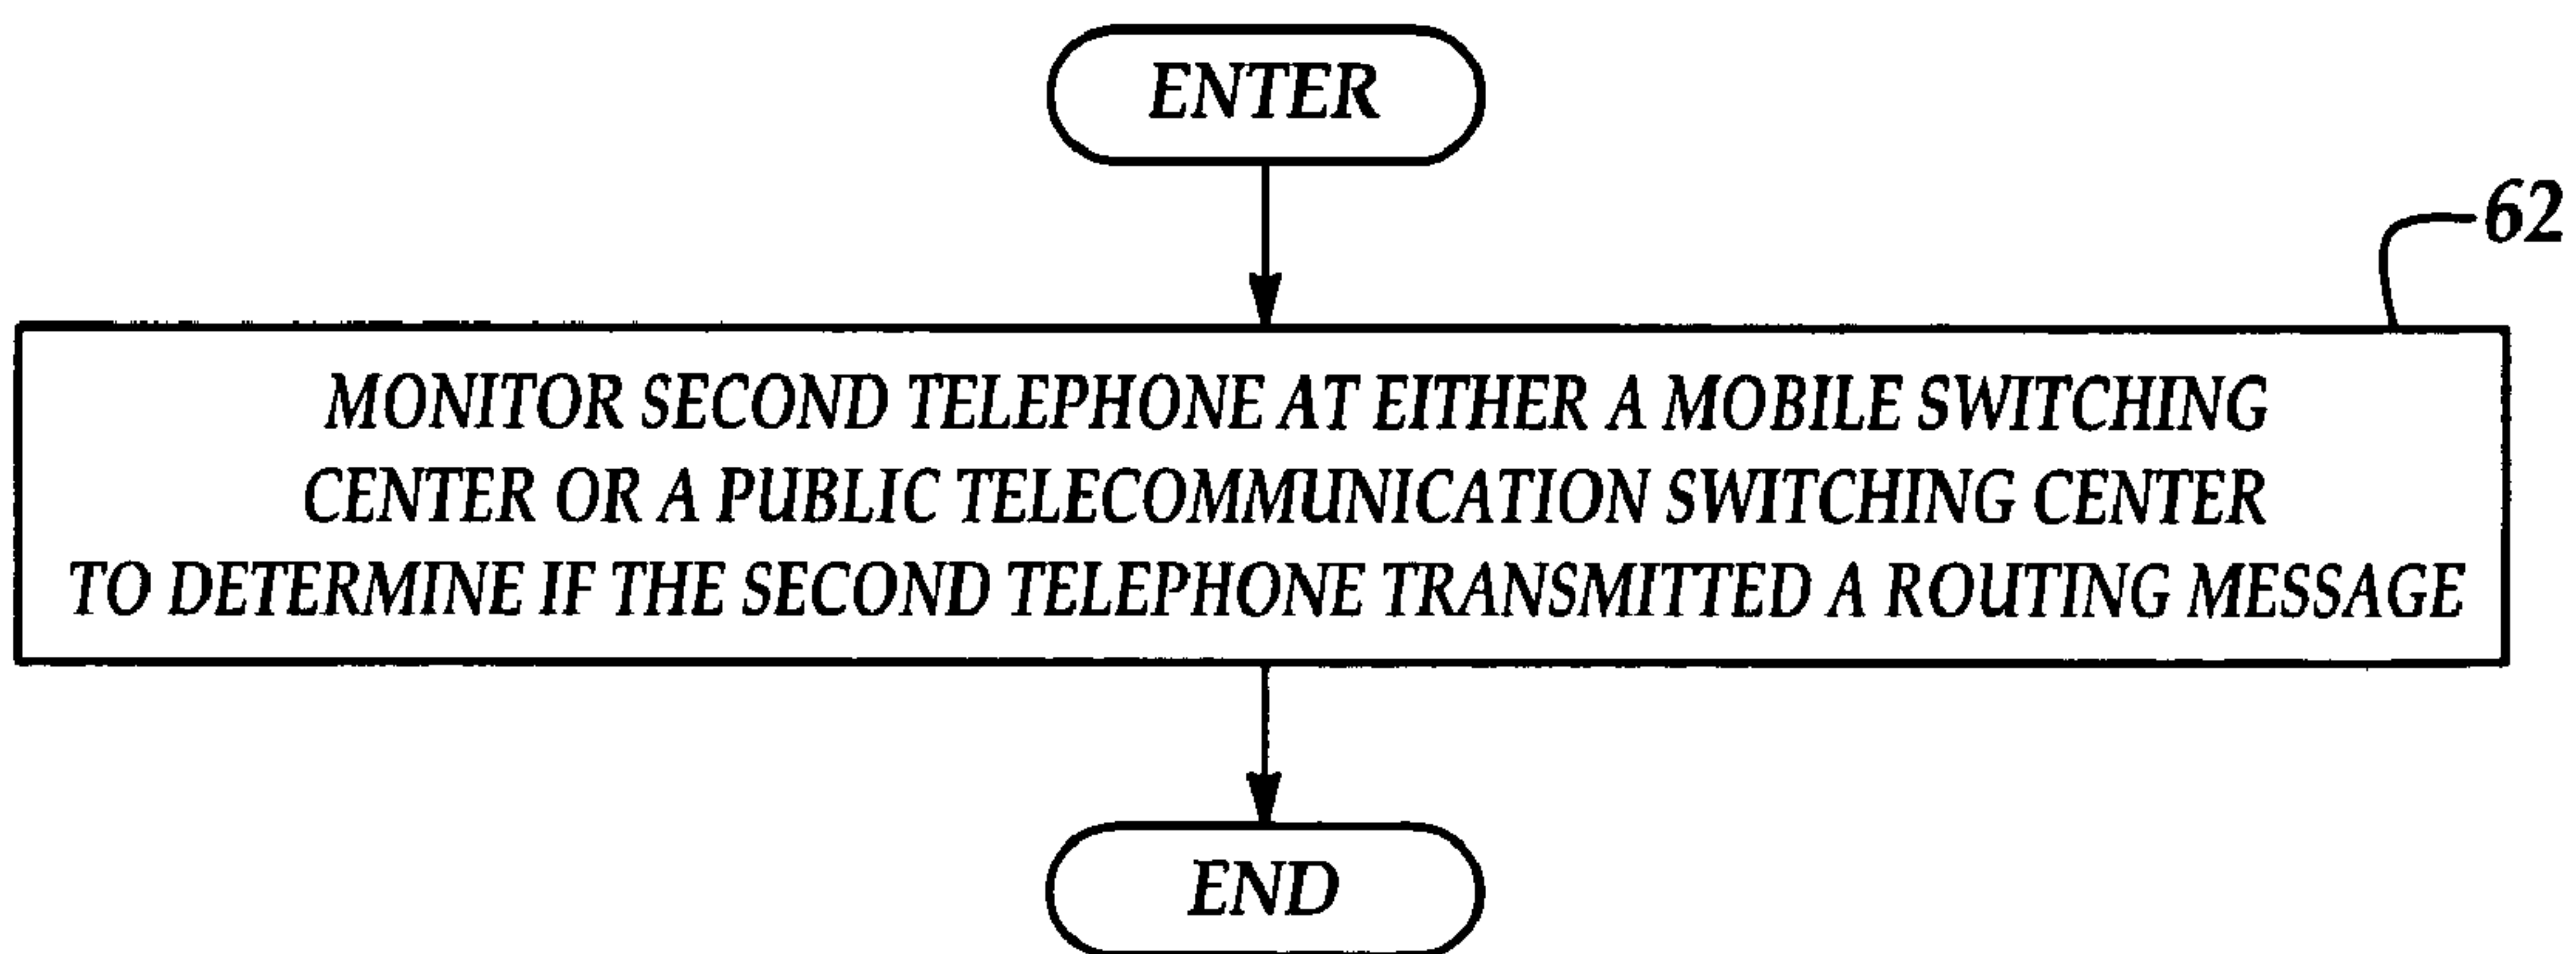 ENTER
62
MONITOR SECOND TELEPHONE AT EITHER A MOBILE SWITCHING
CENTER OR A PUBLIC TELECOMMUNICATION SWITCHING CENTER
TO DETERMINE IF THE SECOND TELEPHONE TRANSMITTED A ROUTING MESSAGE
END